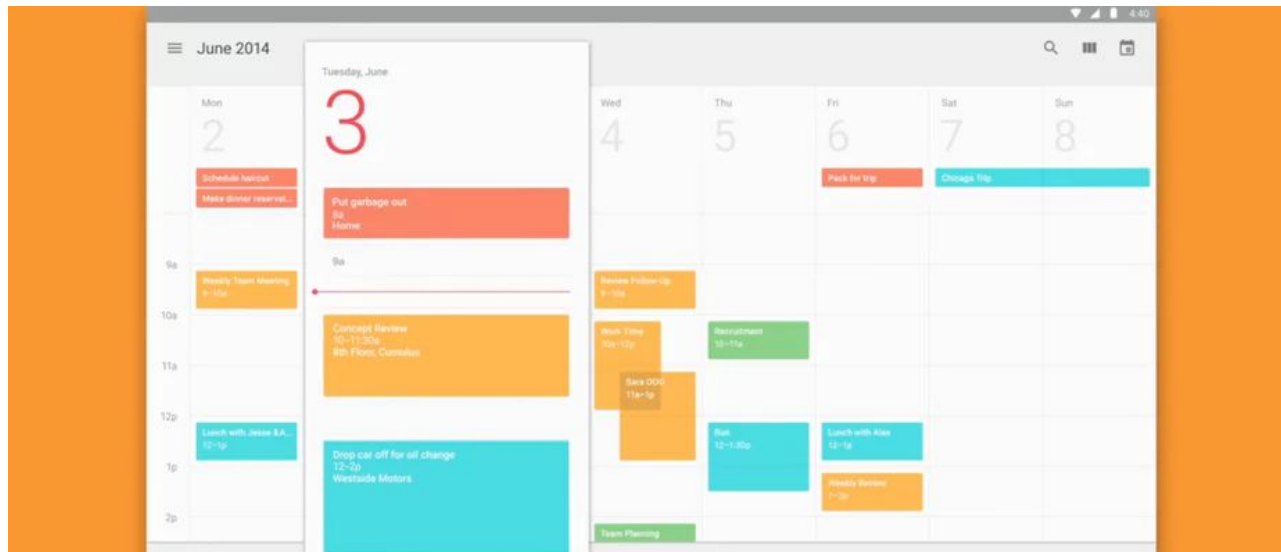 4:40
June 2014
Tuesday, June
3
Mon
2
Schedule haircut
Make dinner reservat...
Wed
4
Thu
5
Fri
6
Pack for trip
Sat
7
Sun
8
Chicago Trip
Put garbage out
8a
Home
9a
9a
Weekly Team Meeting
9–10p
Review Follow Up
9–10a
10a
Concept Review
10–11:30a
8th Floor, Cumulus
Work Time
10a–12p
Recruitment
10–11a
11a
Sara OOO
11a–1p
12p
Lunch with Jesse &A...
12–1p
Drop car off for oil change
12–2p
Westside Motors
Run
12–1:30p
Lunch with Alex
12–1p
1p
Weekly Review
1–2p
2p
Team Planning